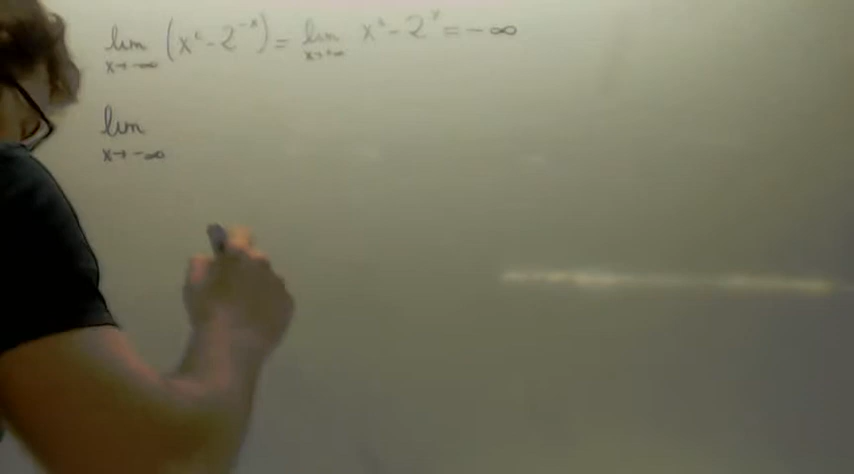 lim (x² - 2⁻ˣ) = lim x² - 2ˣ = -∞
x→-∞ x→+∞
lim
x→-∞